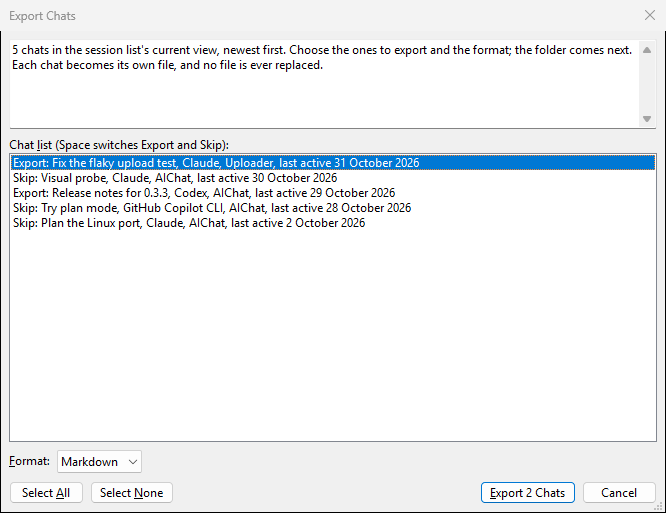 Export Chats
5 chats in the session list's current view, newest first. Choose the ones to export and the format; the folder comes next.
Each chat becomes its own file, and no file is ever replaced.
Chat list (Space switches Export and Skip):
Export: Fix the flaky upload test, Claude, Uploader, last active 31 October 2026
Skip: Visual probe, Claude, AIChat, last active 30 October 2026
Export: Release notes for 0.3.3, Codex, AIChat, last active 29 October 2026
Skip: Try plan mode, GitHub Copilot CLI, AIChat, last active 28 October 2026
Skip: Plan the Linux port, Claude, AIChat, last active 2 October 2026
Format: Markdown
Select All Select None Export 2 Chats Cancel